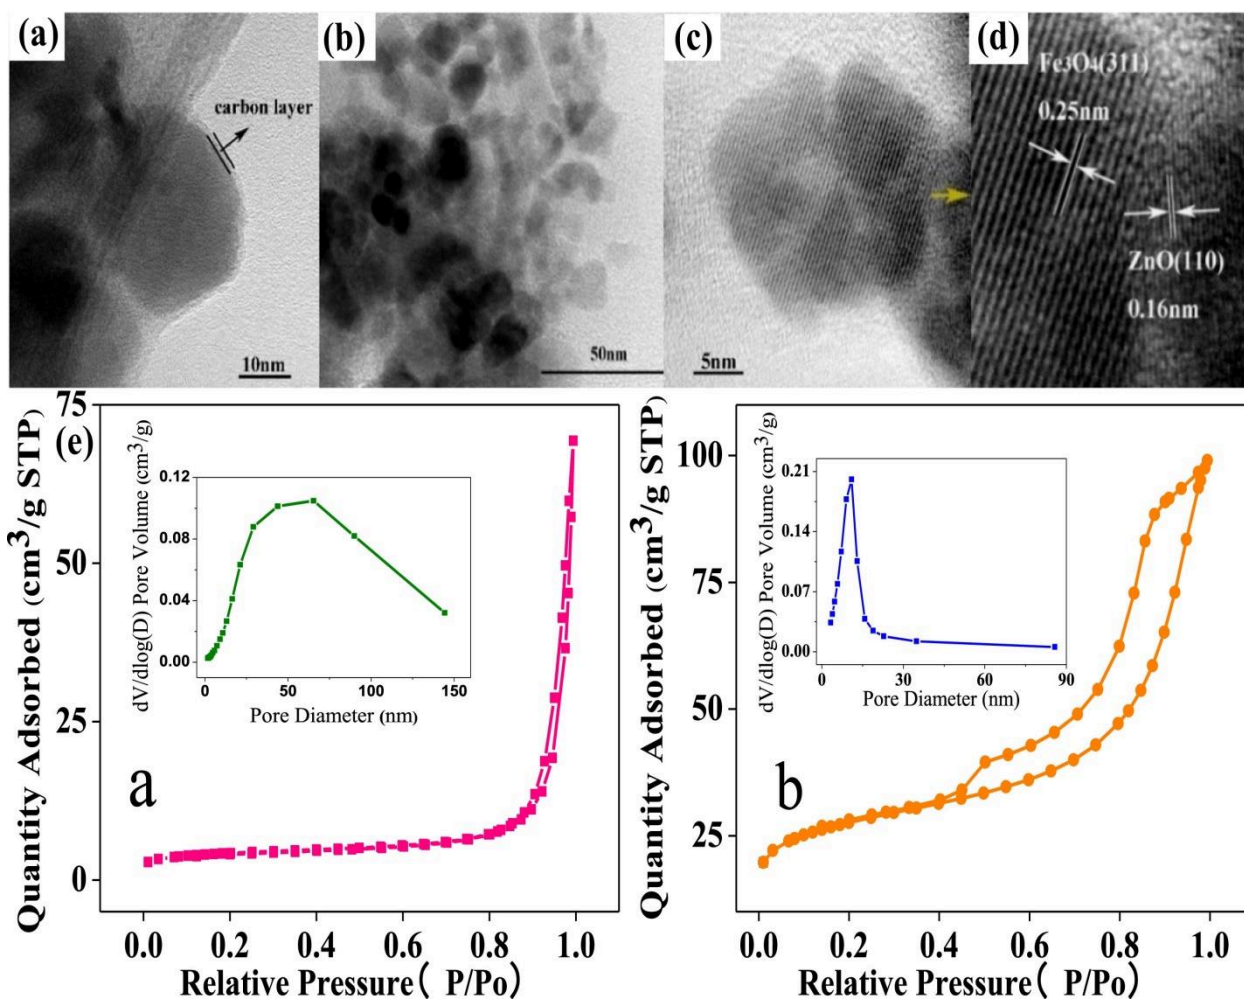 (a)
carbon layer
10nm
(b)
50nm
(c)
5nm
(d)
Fe3O4(311)
0.25nm
ZnO(110)
0.16nm
(e)
Quantity Adsorbed (cm³/g STP)
75
50
25
0
dV/dlog(D) Pore Volume (cm³/g)
0.12
0.08
0.04
0.00
0 50 100 150
Pore Diameter (nm)
a
0.0 0.2 0.4 0.6 0.8 1.0
Relative Pressure( P/Po)
Quantity Adsorbed (cm³/g STP)
100
75
50
25
dV/dlog(D) Pore Volume (cm³/g)
0.21
0.14
0.07
0.00
0 30 60 90
Pore Diameter (nm)
b
0.0 0.2 0.4 0.6 0.8 1.0
Relative Pressure( P/Po)